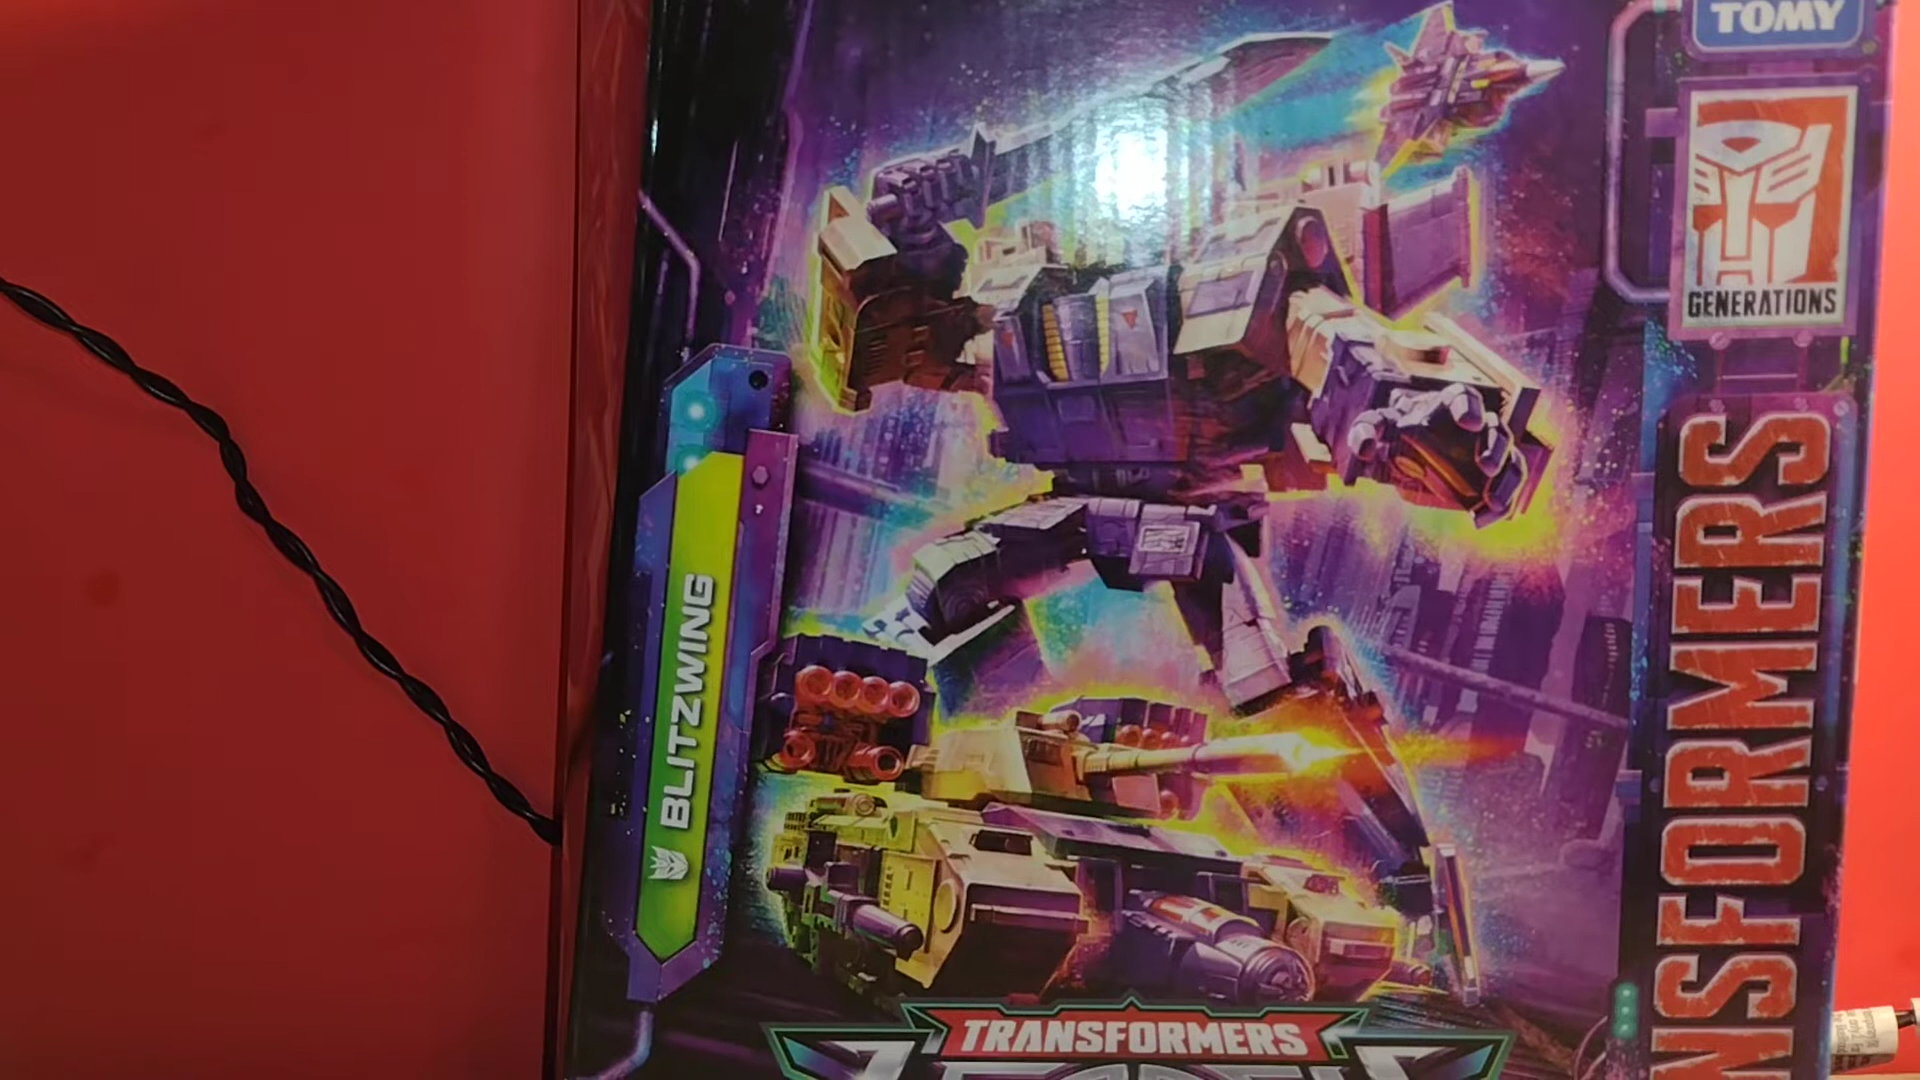 TOMY
GENERATIONS
BLITZWING
NSFORMERS
TRANSFORMERS